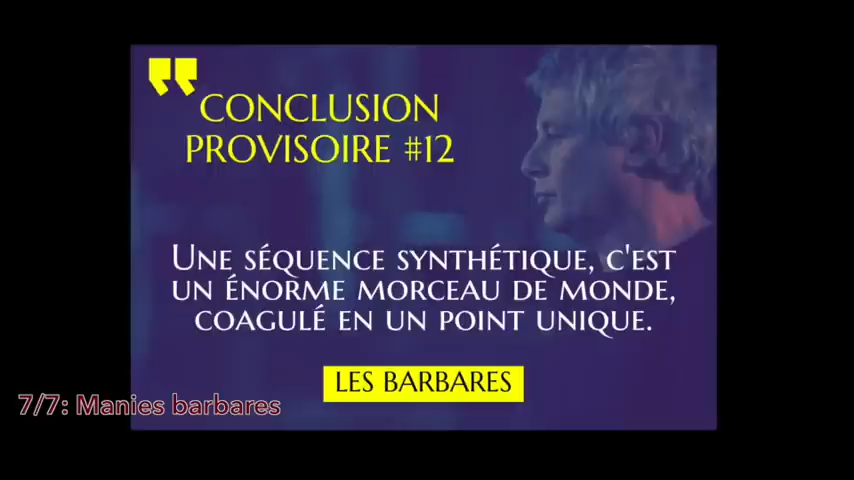 CONCLUSION
PROVISOIRE #12
UNE SÉQUENCE SYNTHÉTIQUE, C'EST
UN ÉNORME MORCEAU DE MONDE,
COAGULÉ EN UN POINT UNIQUE.
LES BARBARES
7/7: Manies barbares